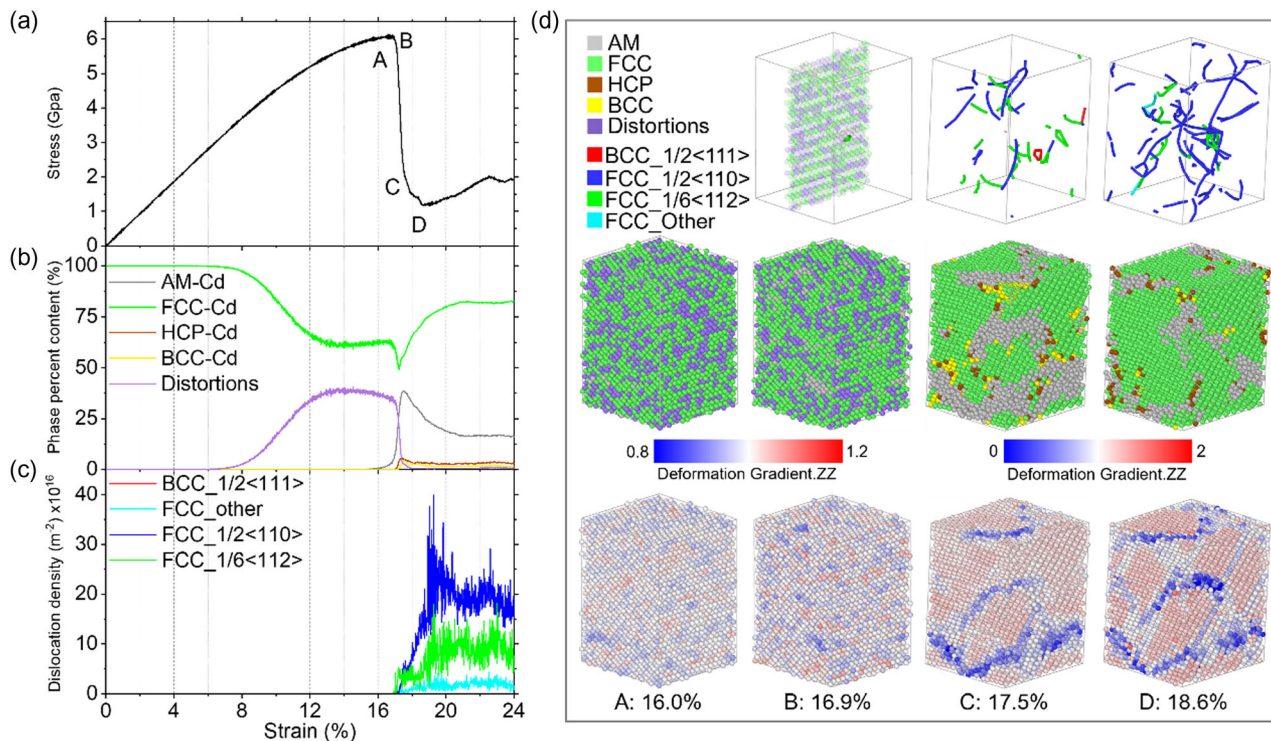 (a)
6
5
4
3
2
1
0
Stress (Gpa)
A
B
C
D
(b)
100
75
50
25
0
Phase percent content (%)
AM-Cd
FCC-Cd
HCP-Cd
BCC-Cd
Distortions
(c)
40
30
20
10
0
Dislocation density (m⁻²) x10¹⁶
BCC_1/2<111>
FCC_other
FCC_1/2<110>
FCC_1/6<112>
0 4 8 12 16 20 24
Strain (%)
(d)
AM
FCC
HCP
BCC
Distortions
BCC_1/2<111>
FCC_1/2<110>
FCC_1/6<112>
FCC_Other
0.8 1.2
Deformation Gradient.ZZ
0 2
Deformation Gradient.ZZ
A: 16.0% B: 16.9% C: 17.5% D: 18.6%